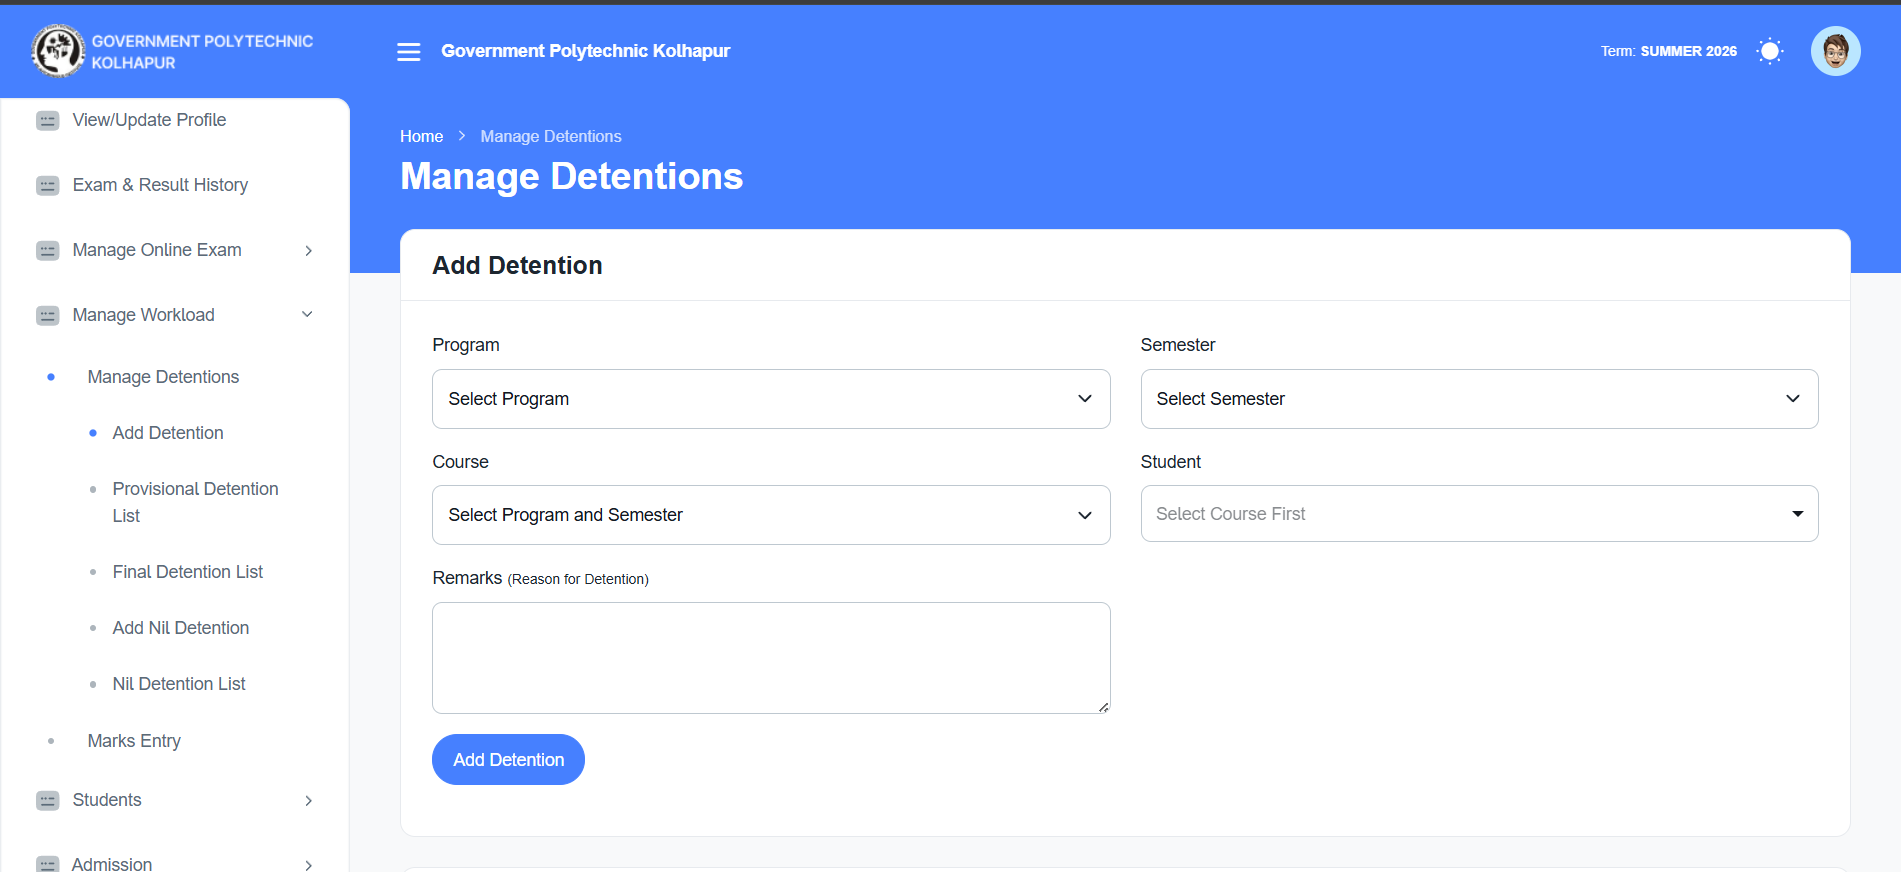 GOVERNMENT POLYTECHNIC
KOLHAPUR
Government Polytechnic Kolhapur
Term: SUMMER 2026
View/Update Profile
Exam & Result History
Manage Online Exam
Manage Workload
Manage Detentions
Add Detention
Provisional Detention
List
Final Detention List
Add Nil Detention
Nil Detention List
Marks Entry
Students
Admission
Home > Manage Detentions
Manage Detentions
Add Detention
Program
Select Program
Semester
Select Semester
Course
Select Program and Semester
Student
Select Course First
Remarks (Reason for Detention)
Add Detention